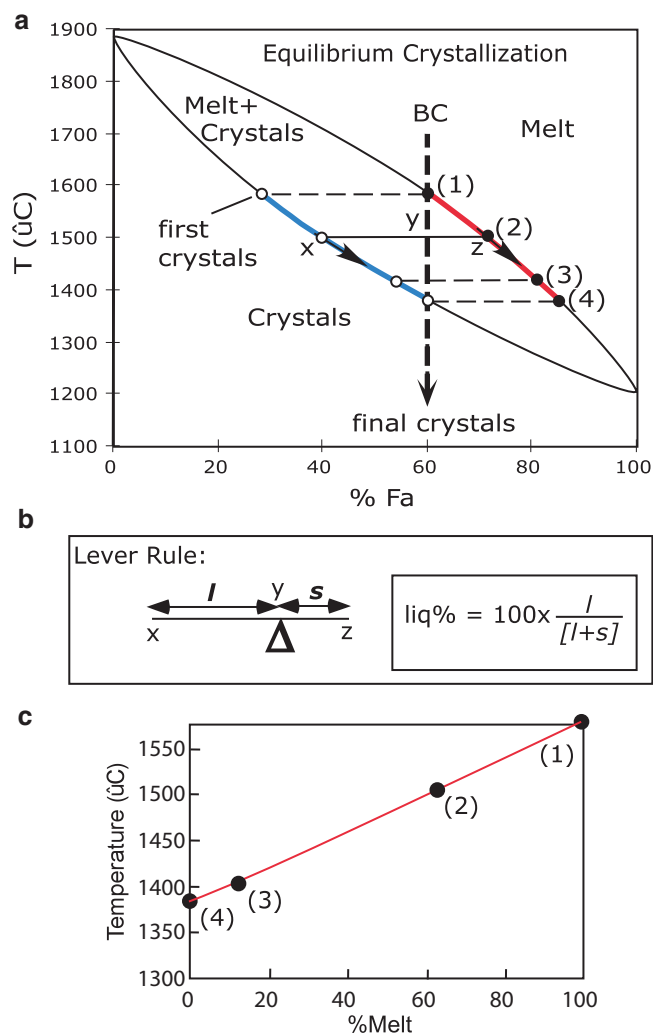 a
1900
1800
1700
1600
1500
1400
1300
1200
1100
T (ûC)
Equilibrium Crystallization
Melt+
Crystals
BC
Melt
(1)
first
crystals
y
(2)
x
z
(3)
(4)
Crystals
final crystals
0
20
40
60
80
100
% Fa
b
Lever Rule:
l
y
s
x
z
liq% = 100x l
[l+s]
c
1550
1500
1400
1350
1300
Temperature (ûC)
(1)
(2)
(3)
(4)
0
20
40
60
80
100
%Melt